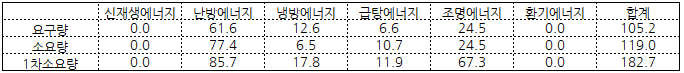 신재생에너지 난방에너지 냉방에너지 급탕에너지 조명에너지 환기에너지 합계
요구량 0.0 61.6 12.6 6.6 24.5 0.0 105.2
소요량 0.0 77.4 6.5 10.7 24.5 0.0 119.0
1차소요량 0.0 85.7 17.8 11.9 67.3 0.0 182.7